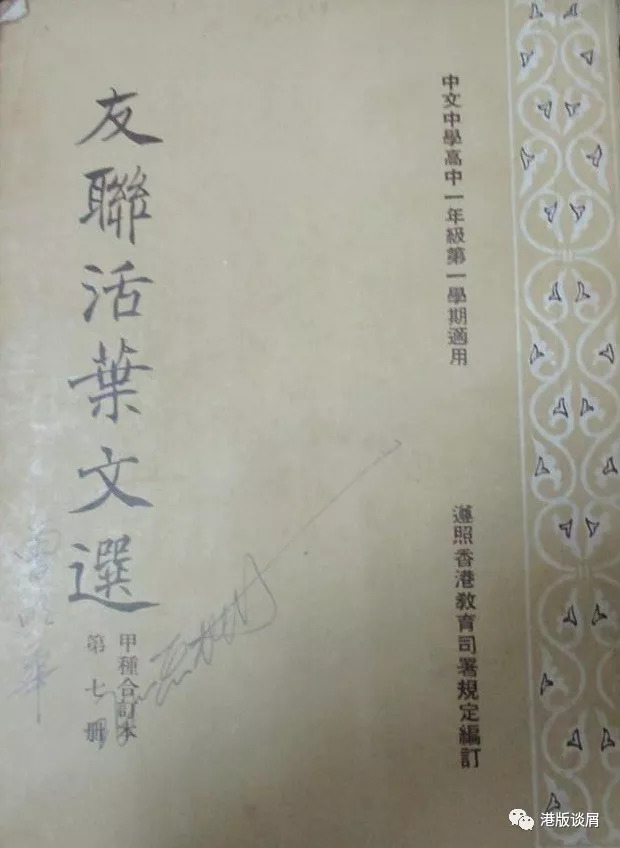 中文中學高中一年級第一學期適用
遵照香港教育司署規定編訂
友聯活葉文選
甲種合訂本
第七册
港版谈屑